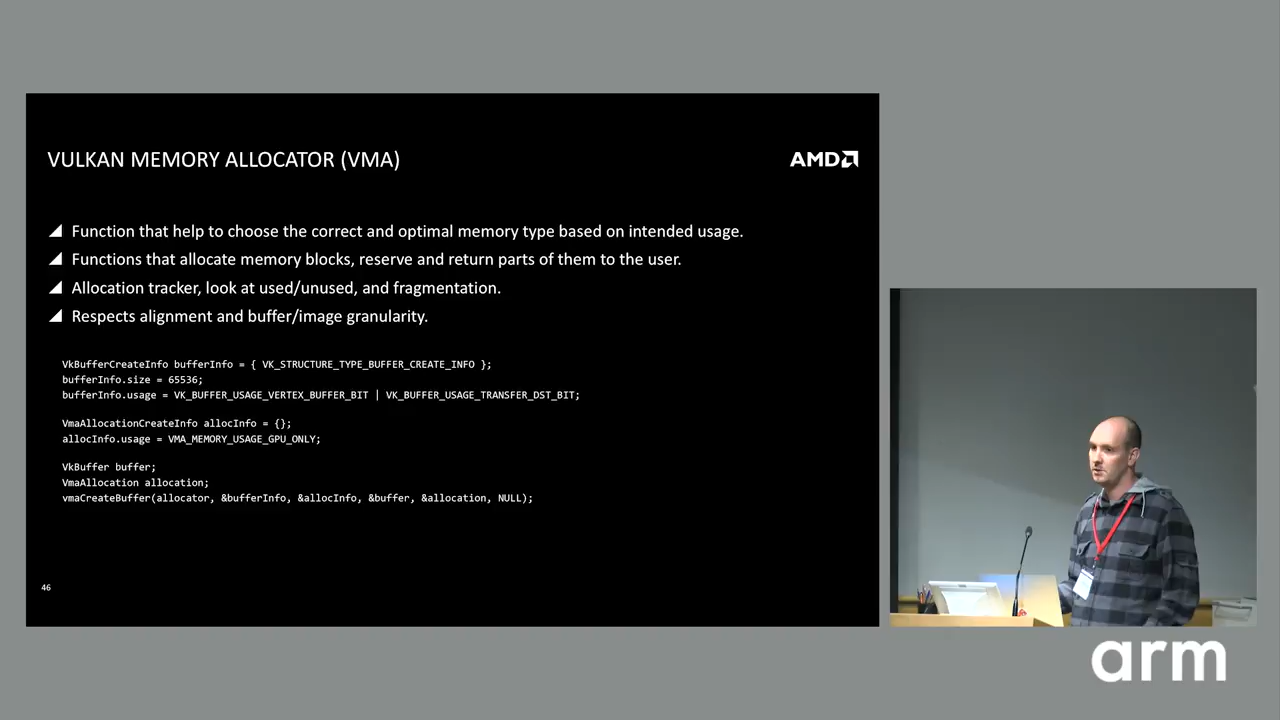 VULKAN MEMORY ALLOCATOR (VMA)
AMD
Function that help to choose the correct and optimal memory type based on intended usage.
Functions that allocate memory blocks, reserve and return parts of them to the user.
Allocation tracker, look at used/unused, and fragmentation.
Respects alignment and buffer/image granularity.
VkBufferCreateInfo bufferInfo = { VK_STRUCTURE_TYPE_BUFFER_CREATE_INFO };
bufferInfo.size = 65536;
bufferInfo.usage = VK_BUFFER_USAGE_VERTEX_BUFFER_BIT | VK_BUFFER_USAGE_TRANSFER_DST_BIT;
VmaAllocationCreateInfo allocInfo = {};
allocInfo.usage = VMA_MEMORY_USAGE_GPU_ONLY;
VkBuffer buffer;
VmaAllocation allocation;
vmaCreateBuffer(allocator, &bufferInfo, &allocInfo, &buffer, &allocation, NULL);
46
arm